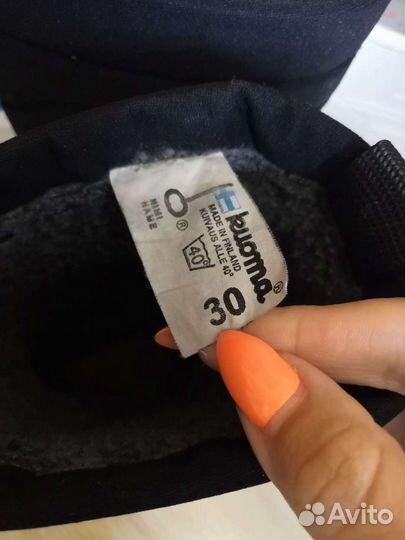 kuoma®
MADE IN FINLAND
KUIVAUS ALLE 40°
40°
30
®
NIMI
NAME
Avito